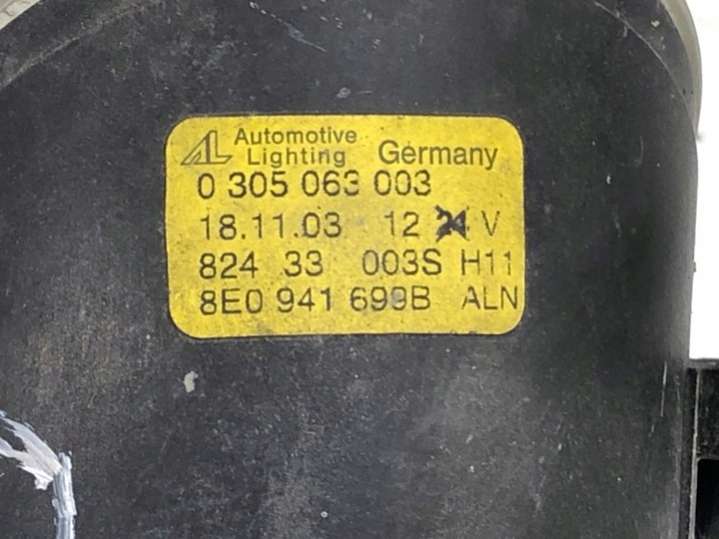 AL Automotive
Lighting Germany
0 305 063 003
18.11.03 12 24 V
824 33 003S H11
8E0 941 699B ALN